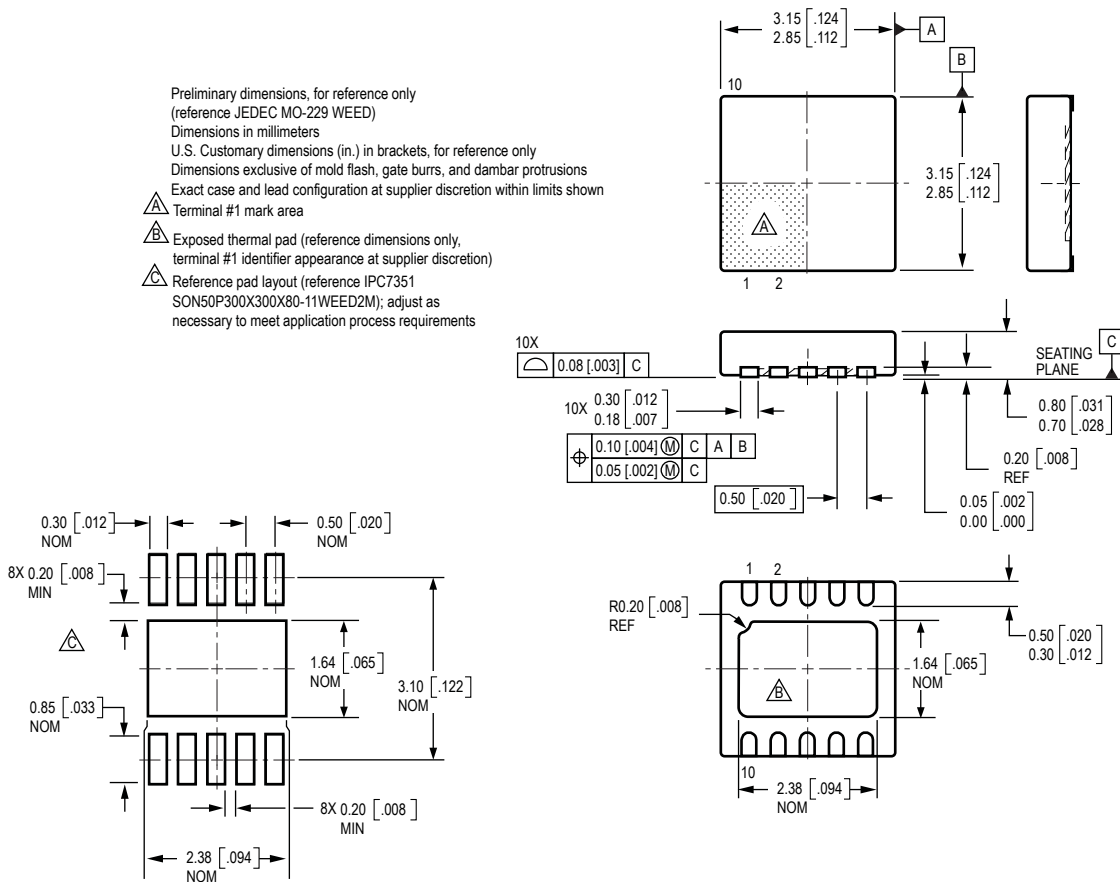 Preliminary dimensions, for reference only
(reference JEDEC MO-229 WEED)
Dimensions in millimeters
U.S. Customary dimensions (in.) in brackets, for reference only
Dimensions exclusive of mold flash, gate burrs, and dambar protrusions
Exact case and lead configuration at supplier discretion within limits shown
A Terminal #1 mark area
B Exposed thermal pad (reference dimensions only,
terminal #1 identifier appearance at supplier discretion)
C Reference pad layout (reference IPC7351
SON50P300X300X80-11WEED2M); adjust as
necessary to meet application process requirements
3.15 [.124
2.85 .112]
A
B
10
3.15 [.124
2.85 .112]
A
1 2
10X
0.08 [.003] C
SEATING
PLANE
C
10X 0.30 [.012
0.18 .007]
0.10 [.004] Ⓜ C A B
0.05 [.002] Ⓜ C
0.50 [.020]
0.80 [.031
0.70 .028]
0.20 [.008]
REF
0.05 [.002
0.00 .000]
0.30 [.012]
NOM
0.50 [.020]
NOM
8X 0.20 [.008]
MIN
C
1.64 [.065]
NOM
3.10 [.122]
NOM
0.85 [.033]
NOM
8X 0.20 [.008]
MIN
2.38 [.094]
NOM
1 2
R0.20 [.008]
REF
0.50 [.020
0.30 .012]
1.64 [.065]
NOM
B
10
2.38 [.094]
NOM